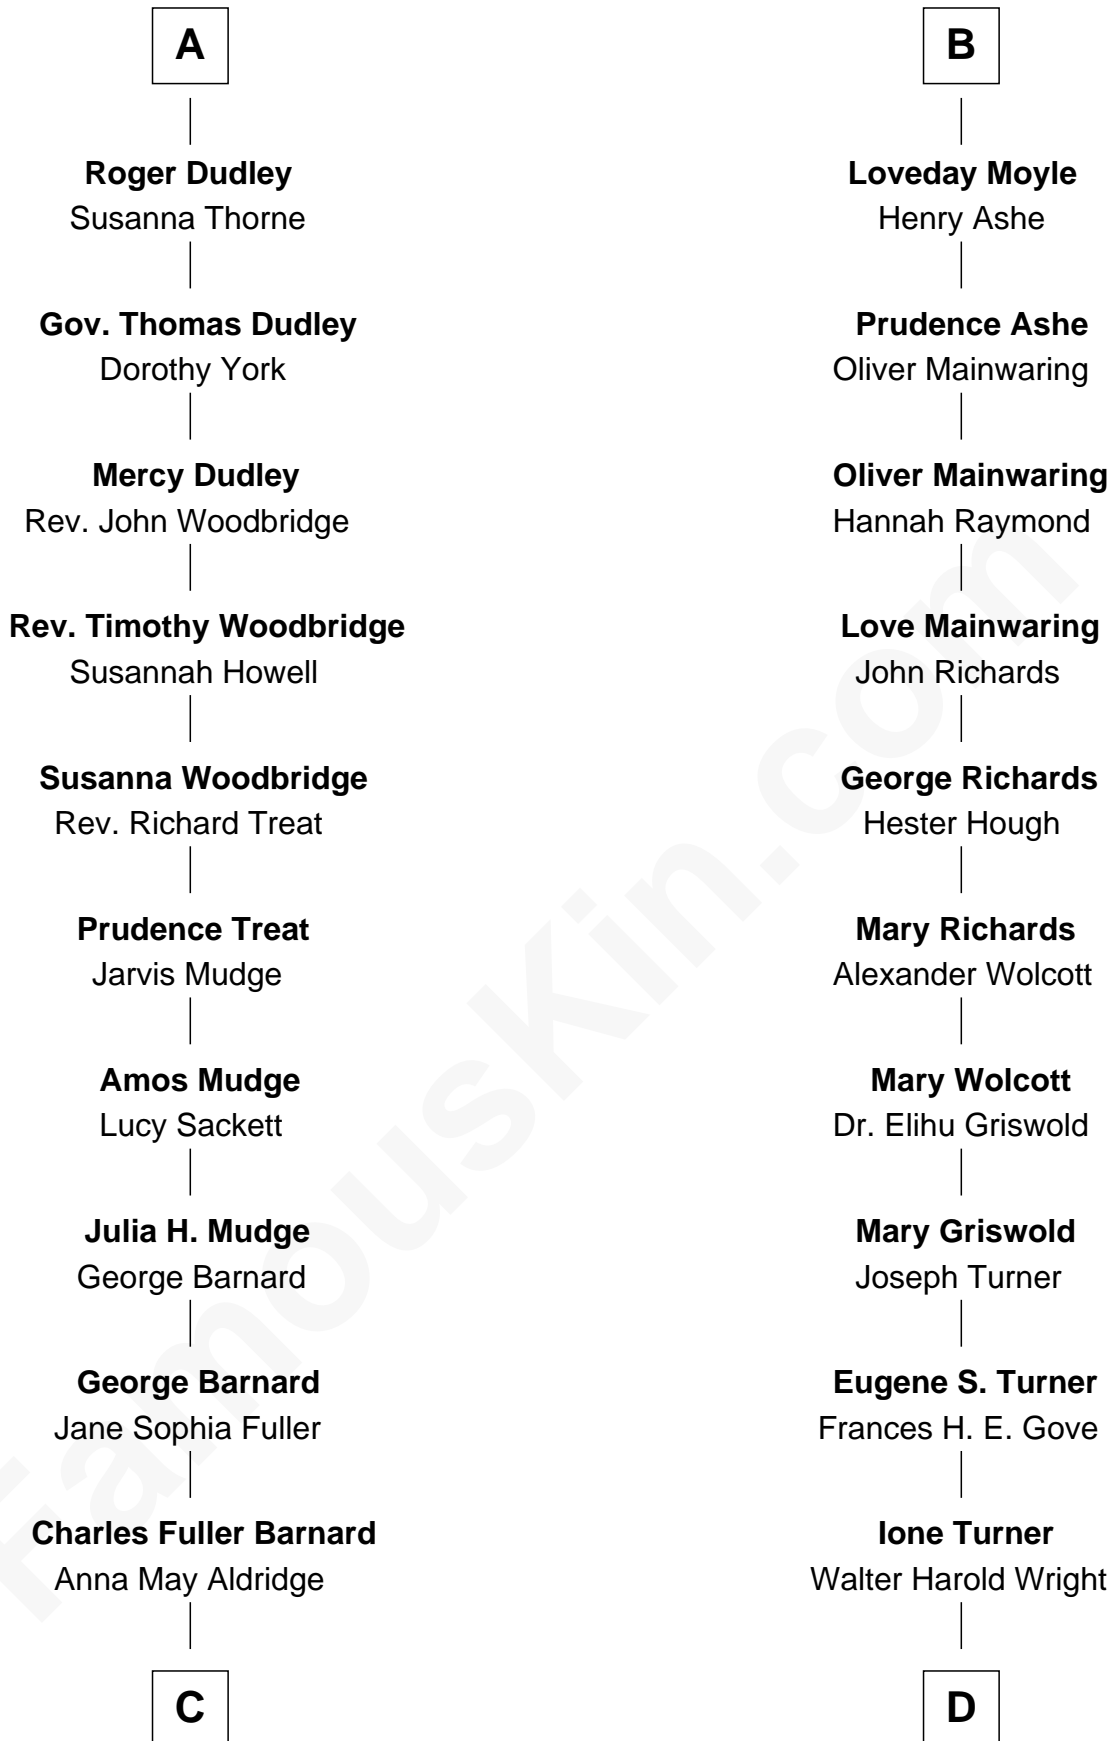 A
Roger Dudley
Susanna Thorne
Gov. Thomas Dudley
Dorothy York
Mercy Dudley
Rev. John Woodbridge
Rev. Timothy Woodbridge
Susannah Howell
Susanna Woodbridge
Rev. Richard Treat
Prudence Treat
Jarvis Mudge
Amos Mudge
Lucy Sackett
Julia H. Mudge
George Barnard
George Barnard
Jane Sophia Fuller
Charles Fuller Barnard
Anna May Aldridge
C
B
Loveday Moyle
Henry Ashe
Prudence Ashe
Oliver Mainwaring
Oliver Mainwaring
Hannah Raymond
Love Mainwaring
John Richards
George Richards
Hester Hough
Mary Richards
Alexander Wolcott
Mary Wolcott
Dr. Elihu Griswold
Mary Griswold
Joseph Turner
Eugene S. Turner
Frances H. E. Gove
Ione Turner
Walter Harold Wright
D
FamousKin.com